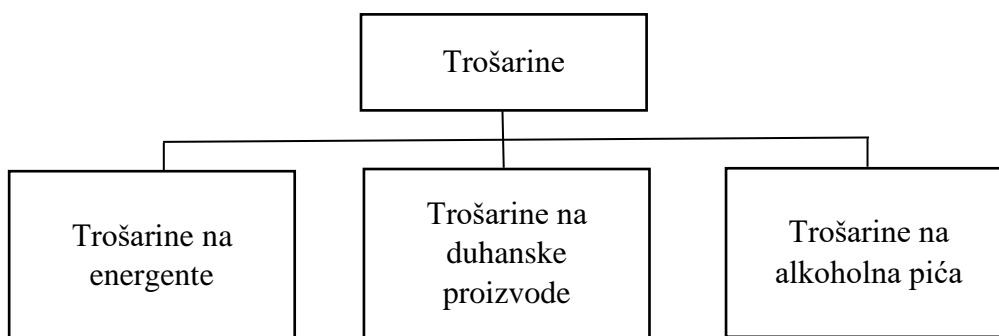 Trošarine
Trošarine na
energente
Trošarine na
duhanske
proizvode
Trošarine na
alkoholna pića